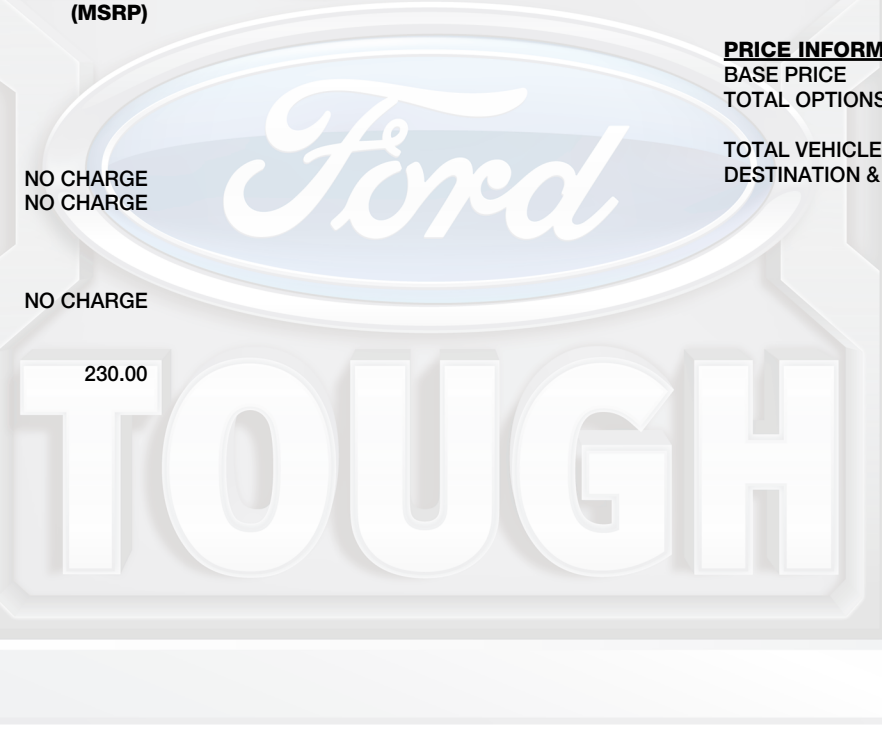 (MSRP)
NO CHARGE
NO CHARGE
NO CHARGE
230.00
PRICE INFORM
BASE PRICE
TOTAL OPTIONS
TOTAL VEHICLE
DESTINATION &
Ford
TOUGH